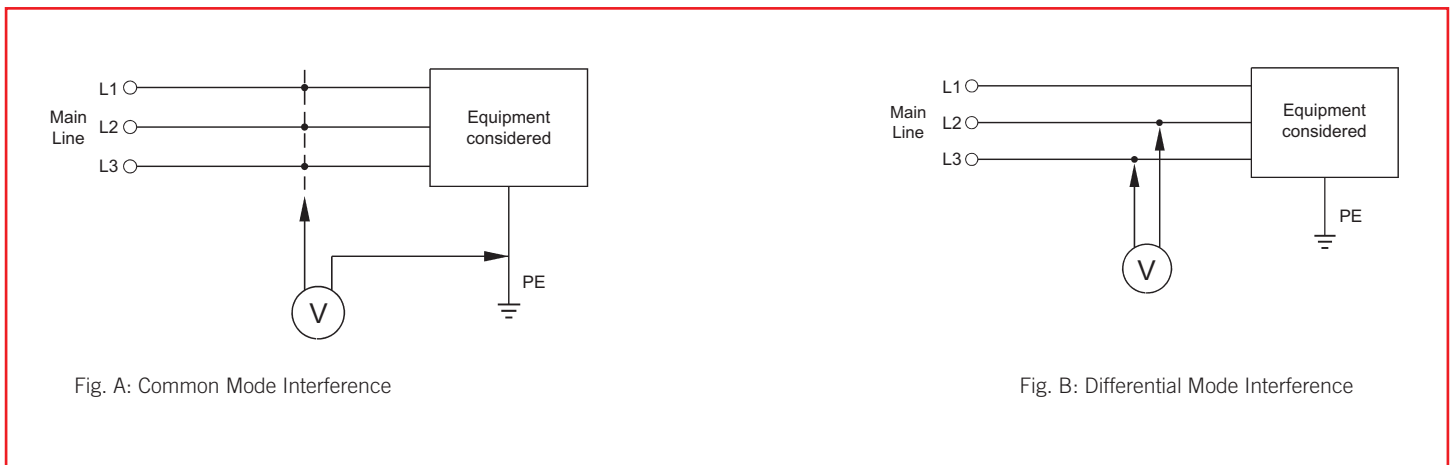 L1
Main
Line
L2
L3
Equipment
considered
PE
V
Fig. A: Common Mode Interference
L1
Main
Line
L2
L3
Equipment
considered
PE
V
Fig. B: Differential Mode Interference